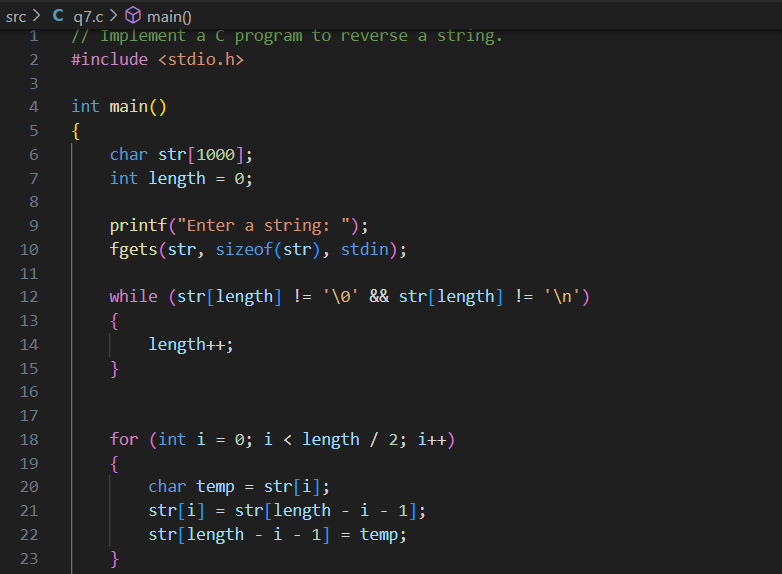 src > C q7.c > main()
1 // Implement a C program to reverse a string.
2 #include <stdio.h>
3
4 int main()
5 {
6     char str[1000];
7     int length = 0;
8
9     printf("Enter a string: ");
10     fgets(str, sizeof(str), stdin);
11
12     while (str[length] != '\0' && str[length] != '\n')
13     {
14         length++;
15     }
16
17
18     for (int i = 0; i < length / 2; i++)
19     {
20         char temp = str[i];
21         str[i] = str[length - i - 1];
22         str[length - i - 1] = temp;
23     }